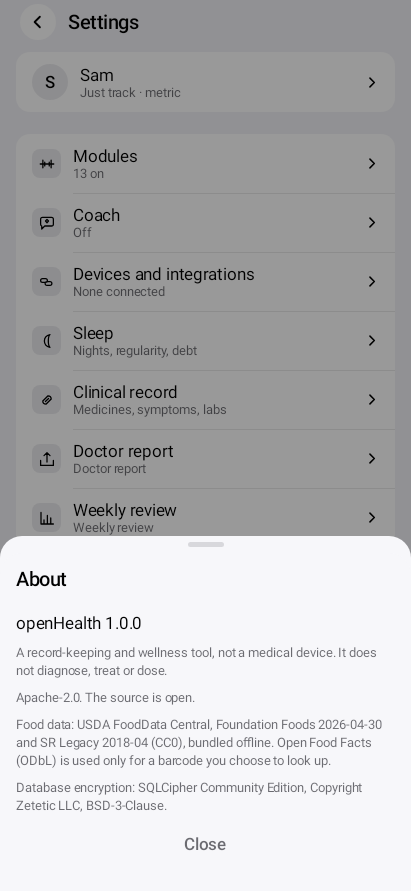 Settings
S
Sam
Just track · metric
Modules
13 on
Coach
Off
Devices and integrations
None connected
Sleep
Nights, regularity, debt
Clinical record
Medicines, symptoms, labs
Doctor report
Doctor report
Weekly review
Weekly review
About
openHealth 1.0.0
A record-keeping and wellness tool, not a medical device. It does
not diagnose, treat or dose.
Apache-2.0. The source is open.
Food data: USDA FoodData Central, Foundation Foods 2026-04-30
and SR Legacy 2018-04 (CC0), bundled offline. Open Food Facts
(ODbL) is used only for a barcode you choose to look up.
Database encryption: SQLCipher Community Edition, Copyright
Zetetic LLC, BSD-3-Clause.
Close